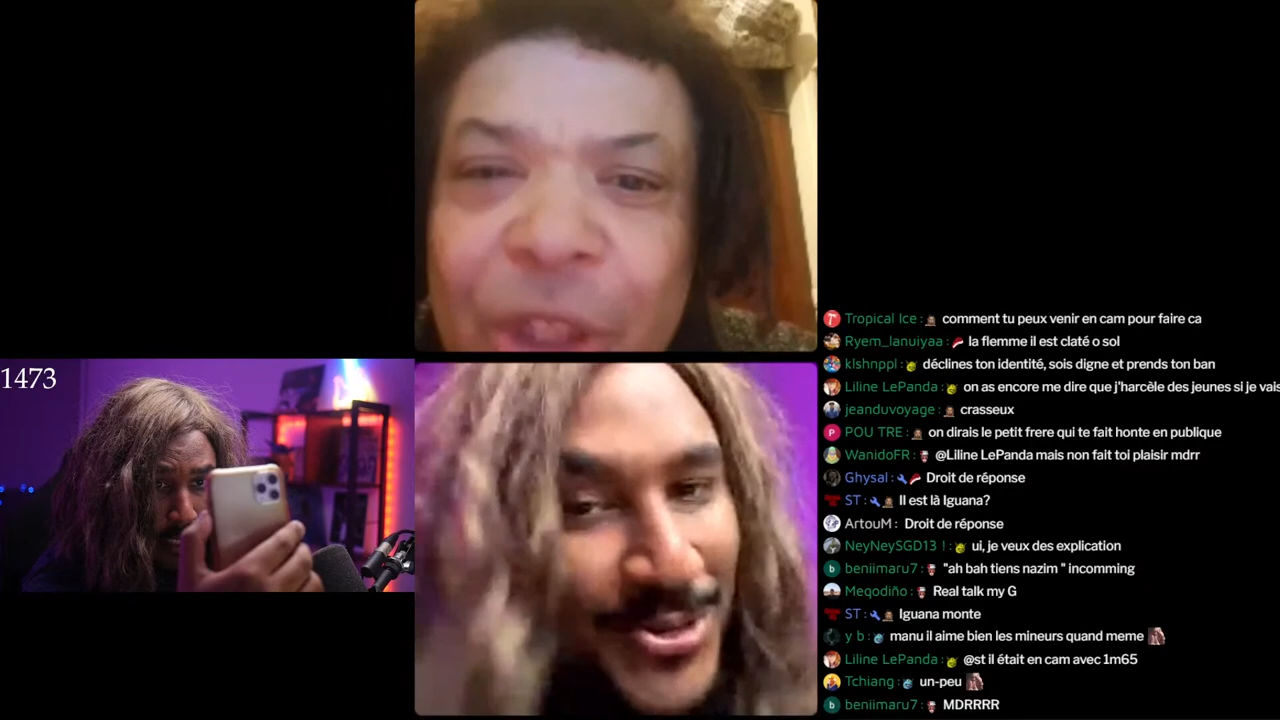 1473
Tropical Ice : comment tu peux venir en cam pour faire ca
Ryem_lanuiyaa : la flemme il est claté o sol
klshnppl : déclines ton identité, sois digne et prends ton ban
Liline LePanda : on as encore me dire que j'harcèle des jeunes si je vais
jeanduvoyage : crasseux
P POU TRE : on dirais le petit frere qui te fait honte en publique
WanidoFR : @Liline LePanda mais non fait toi plaisir mdrr
Ghysal : Droit de réponse
ST : Il est là Iguana?
ArtouM : Droit de réponse
NeyNeySGD13 ! : ui, je veux des explication
b beniimaru7 : "ah bah tiens nazim " incomming
Meqodiño : Real talk my G
ST : Iguana monte
y b : manu il aime bien les mineurs quand meme
Liline LePanda : @st il était en cam avec 1m65
Tchiang : un-peu
b beniimaru7 : MDRRRR